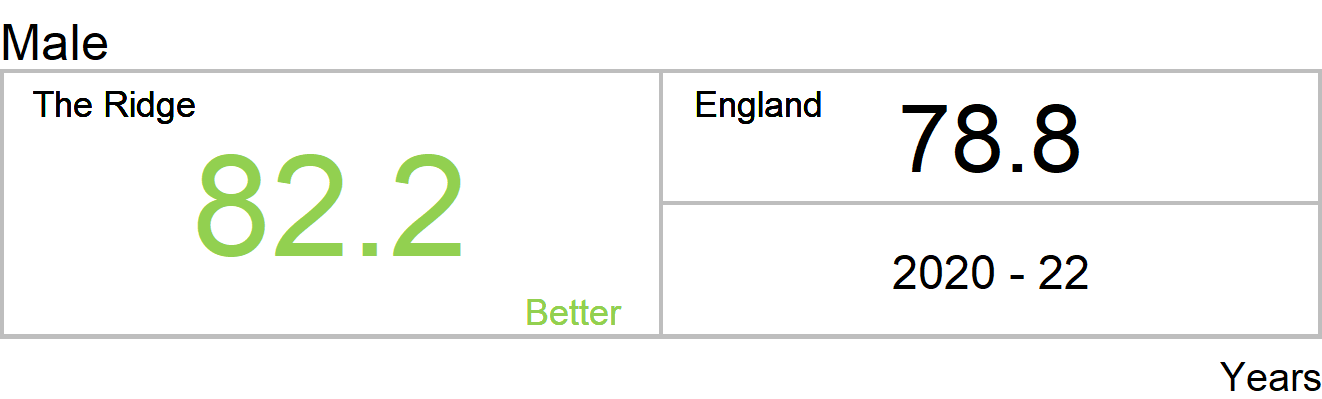 Male
The Ridge
82.2
Better
England
78.8
2020 - 22
Years